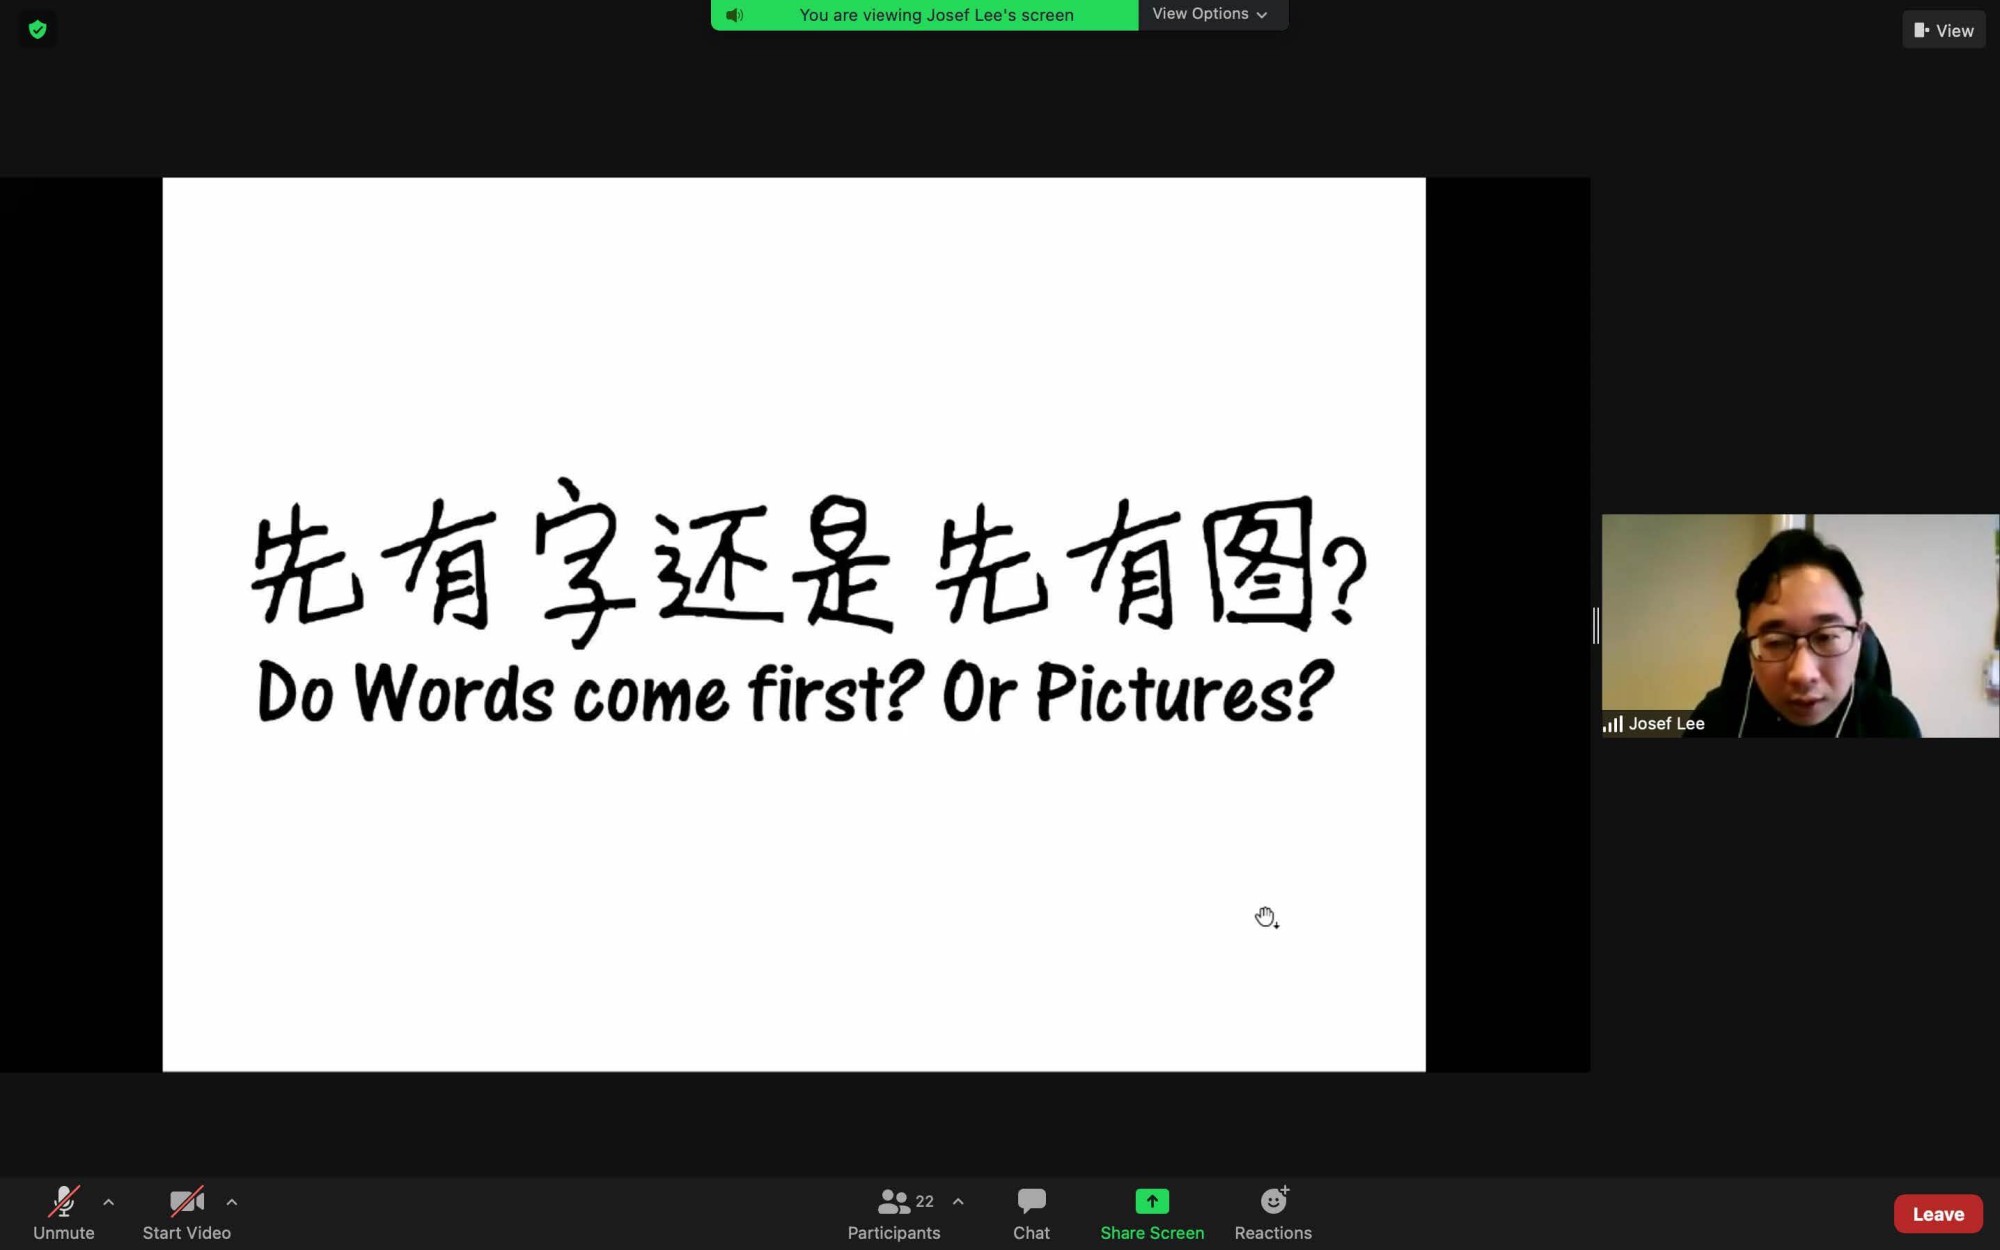 You are viewing Josef Lee's screen
View Options
View
先有字还是先有图?
Do Words come first? Or Pictures?
Josef Lee
Unmute
Start Video
22
Participants
Chat
Share Screen
Reactions
Leave